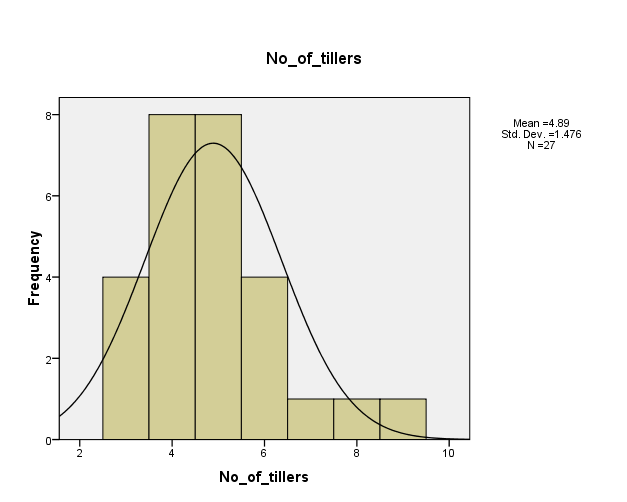 No_of_tillers
Mean =4.89
Std. Dev. =1.476
N =27
8
6
4
2
0
Frequency
2 4 6 8 10
No_of_tillers